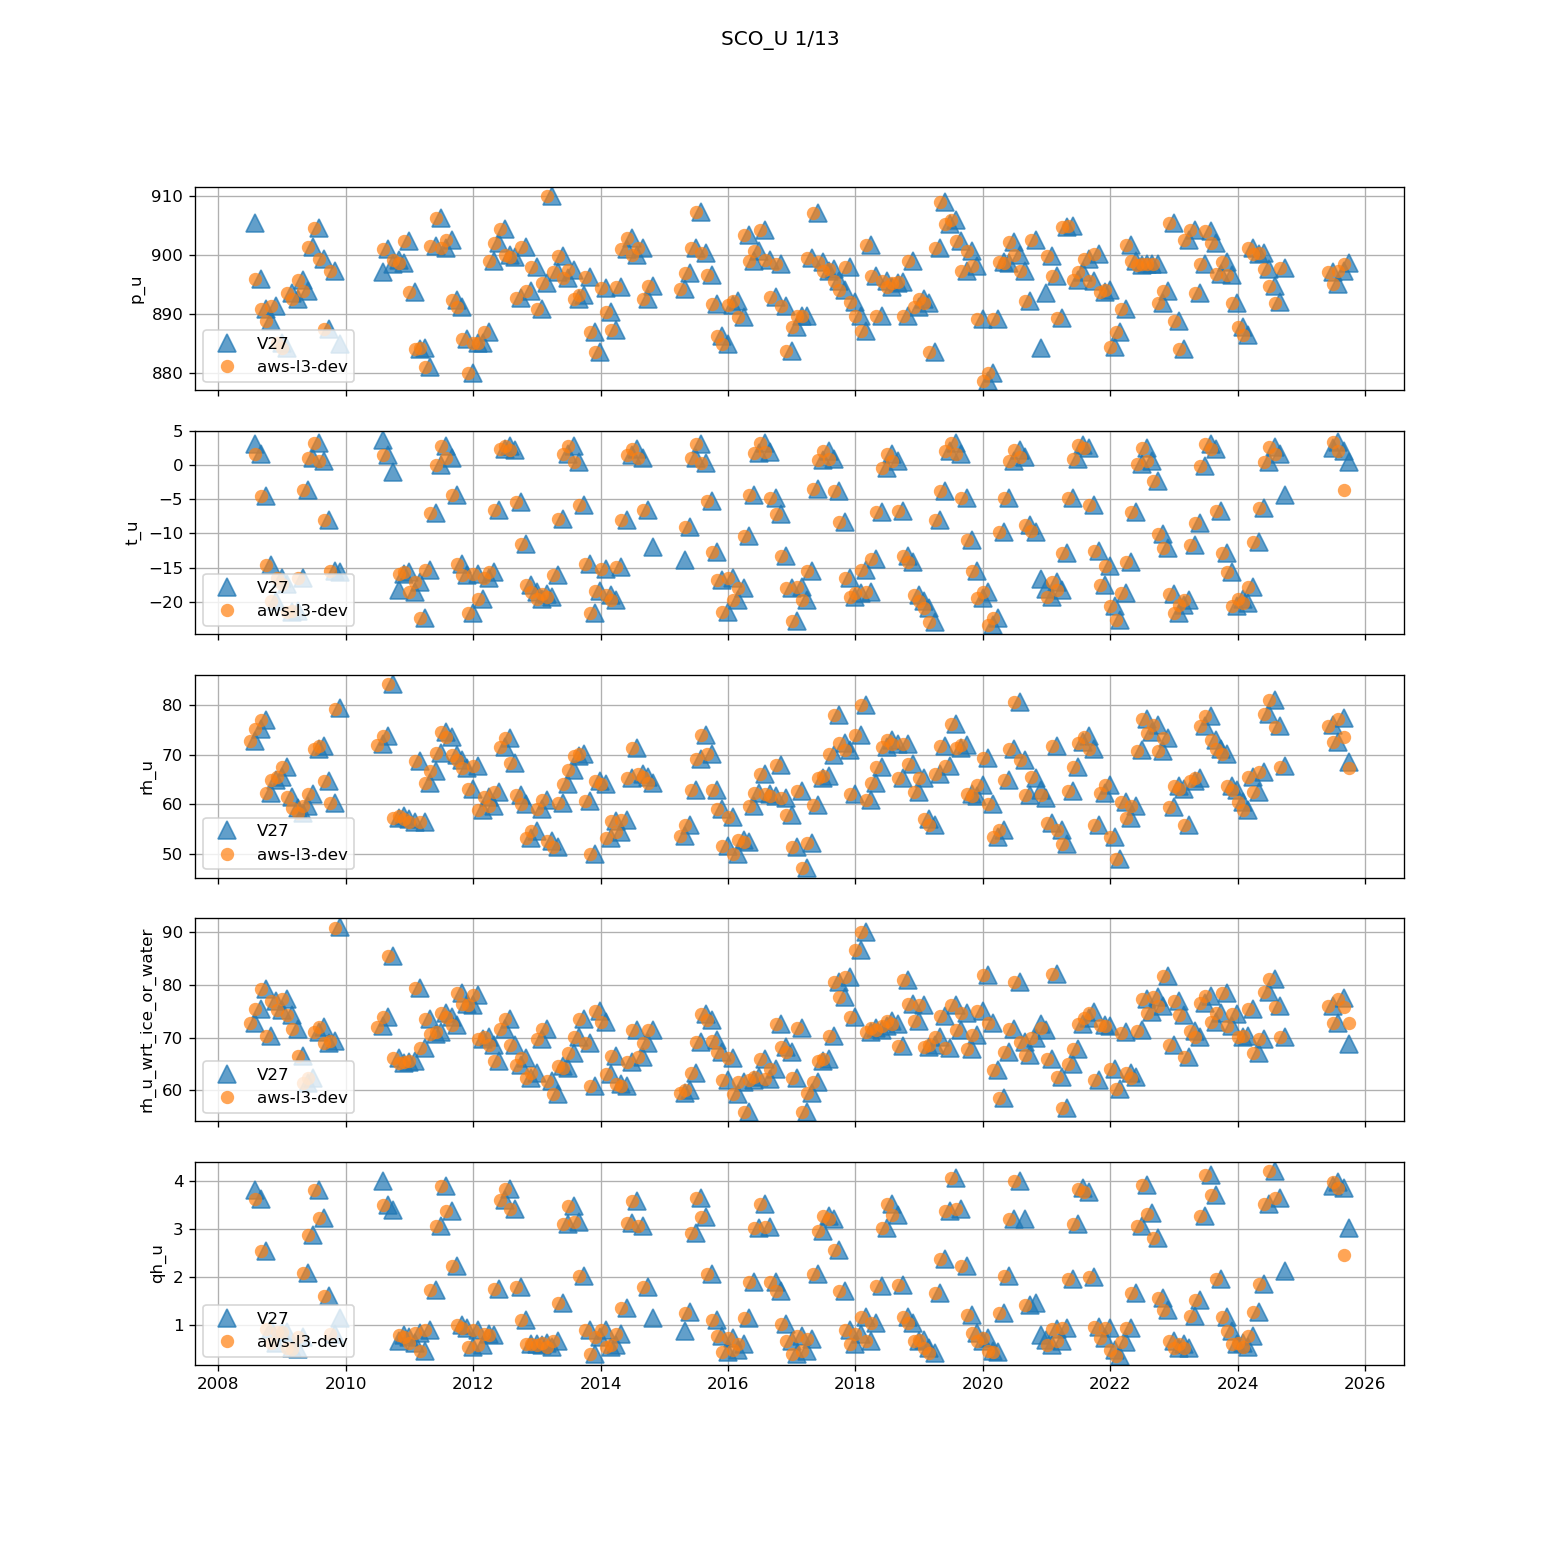 SCO_U 1/13
910
900
890
880
p_u
V27
aws-l3-dev
5
0
−5
−10
−15
−20
t_u
V27
aws-l3-dev
80
70
60
50
rh_u
V27
aws-l3-dev
90
80
70
60
rh_u_wrt_ice_or_water
V27
aws-l3-dev
4
3
2
1
qh_u
V27
aws-l3-dev
2008 2010 2012 2014 2016 2018 2020 2022 2024 2026